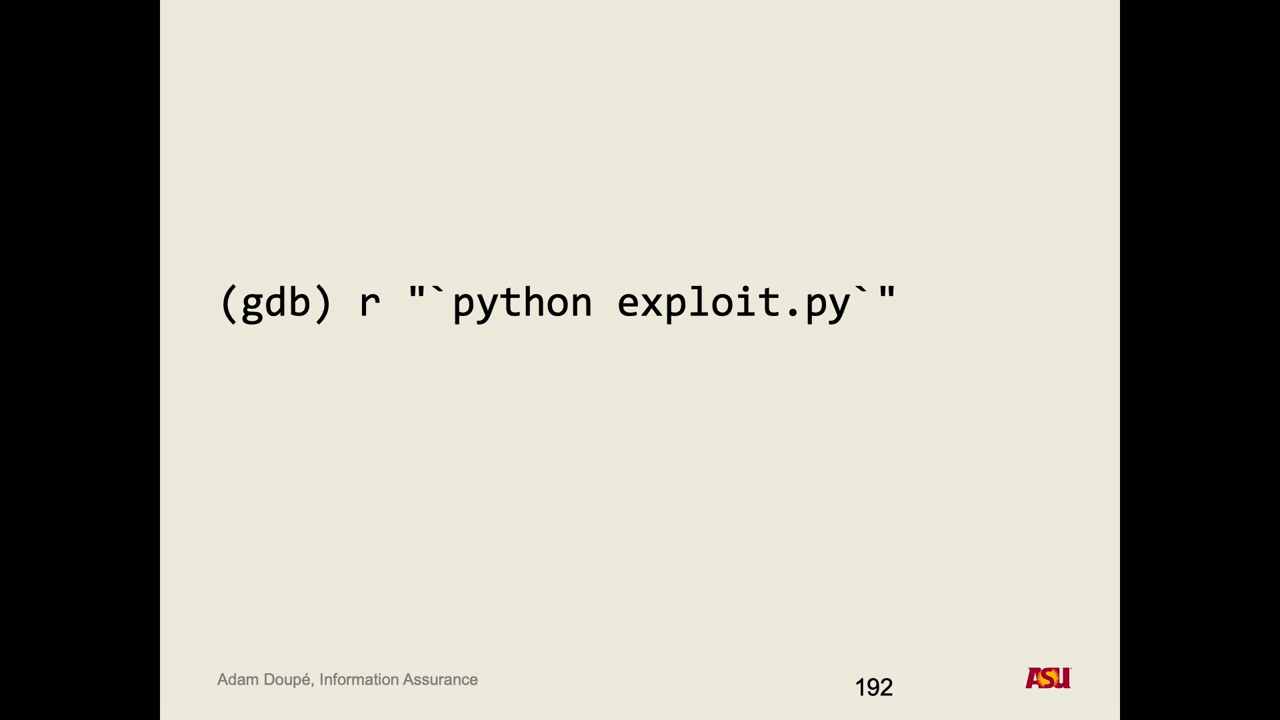 (gdb) r "`python exploit.py`"
Adam Doupé, Information Assurance
192
ASU